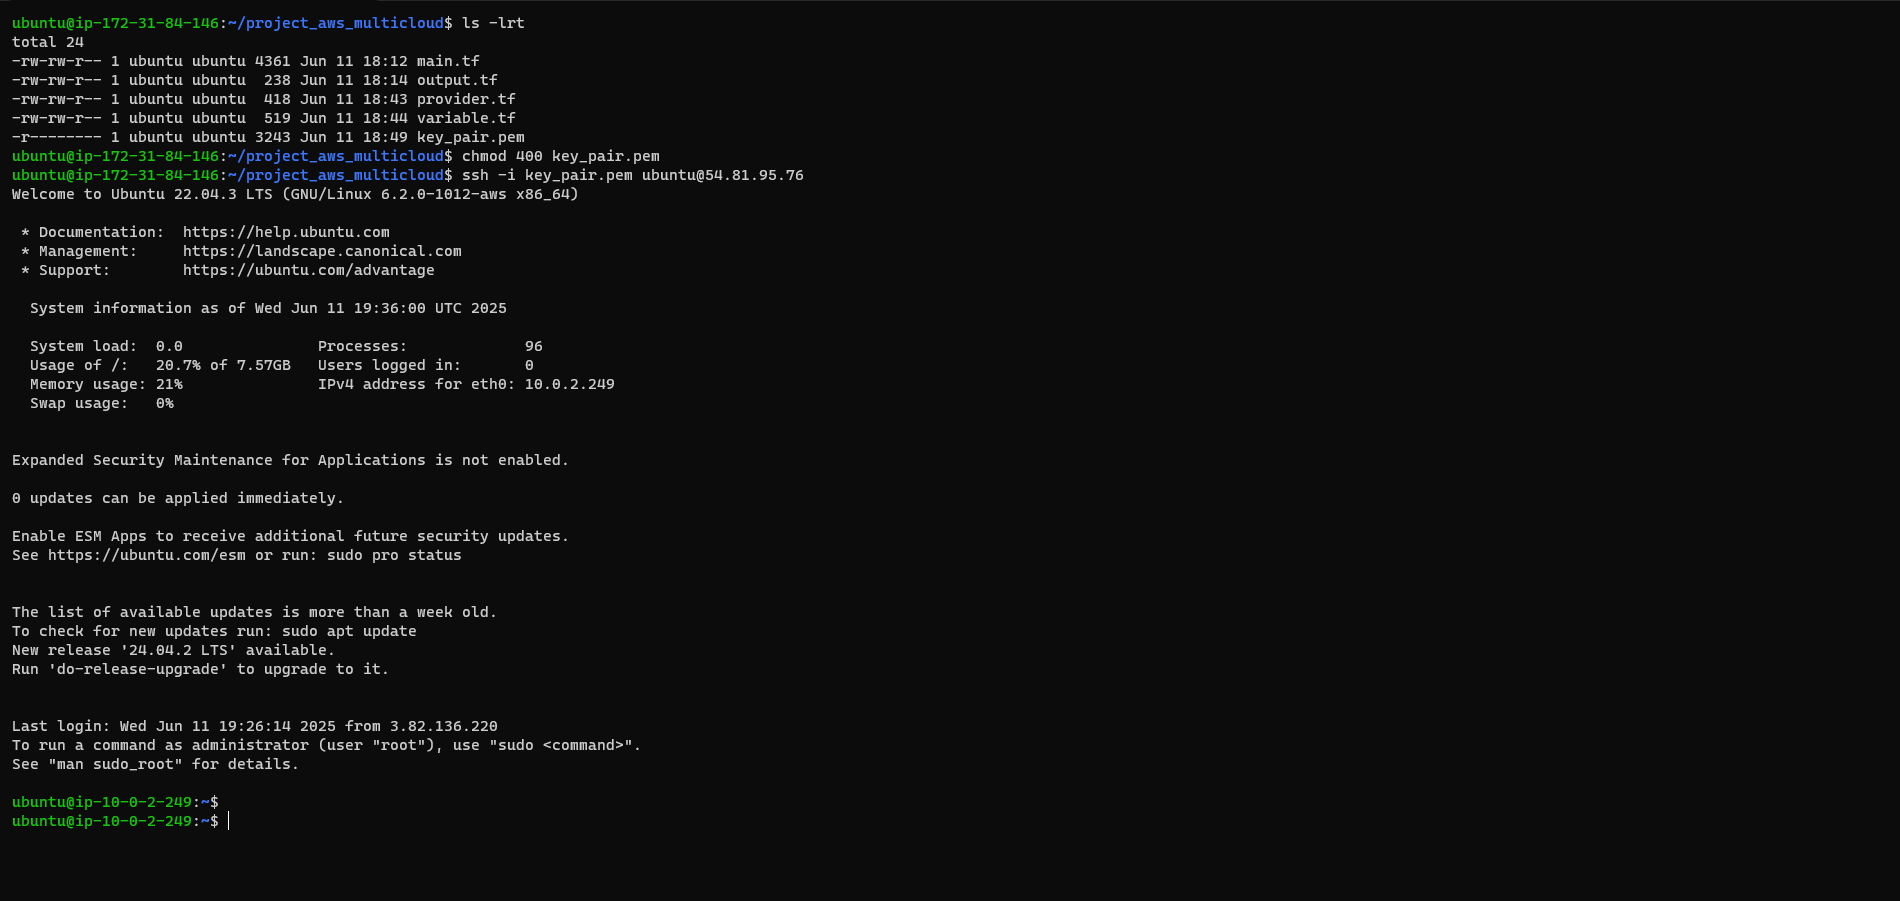 ubuntu@ip-172-31-84-146:~/project_aws_multicloud$ ls -lrt
total 24
-rw-rw-r-- 1 ubuntu ubuntu 4361 Jun 11 18:12 main.tf
-rw-rw-r-- 1 ubuntu ubuntu  238 Jun 11 18:14 output.tf
-rw-rw-r-- 1 ubuntu ubuntu  418 Jun 11 18:43 provider.tf
-rw-rw-r-- 1 ubuntu ubuntu  519 Jun 11 18:44 variable.tf
-r-------- 1 ubuntu ubuntu 3243 Jun 11 18:49 key_pair.pem
ubuntu@ip-172-31-84-146:~/project_aws_multicloud$ chmod 400 key_pair.pem
ubuntu@ip-172-31-84-146:~/project_aws_multicloud$ ssh -i key_pair.pem ubuntu@54.81.95.76
Welcome to Ubuntu 22.04.3 LTS (GNU/Linux 6.2.0-1012-aws x86_64)

 * Documentation:  https://help.ubuntu.com
 * Management:     https://landscape.canonical.com
 * Support:        https://ubuntu.com/advantage

  System information as of Wed Jun 11 19:36:00 UTC 2025

  System load:  0.0               Processes:             96
  Usage of /:   20.7% of 7.57GB   Users logged in:       0
  Memory usage: 21%               IPv4 address for eth0: 10.0.2.249
  Swap usage:   0%

Expanded Security Maintenance for Applications is not enabled.

0 updates can be applied immediately.

Enable ESM Apps to receive additional future security updates.
See https://ubuntu.com/esm or run: sudo pro status

The list of available updates is more than a week old.
To check for new updates run: sudo apt update
New release '24.04.2 LTS' available.
Run 'do-release-upgrade' to upgrade to it.

Last login: Wed Jun 11 19:26:14 2025 from 3.82.136.220
To run a command as administrator (user "root"), use "sudo <command>".
See "man sudo_root" for details.

ubuntu@ip-10-0-2-249:~$
ubuntu@ip-10-0-2-249:~$